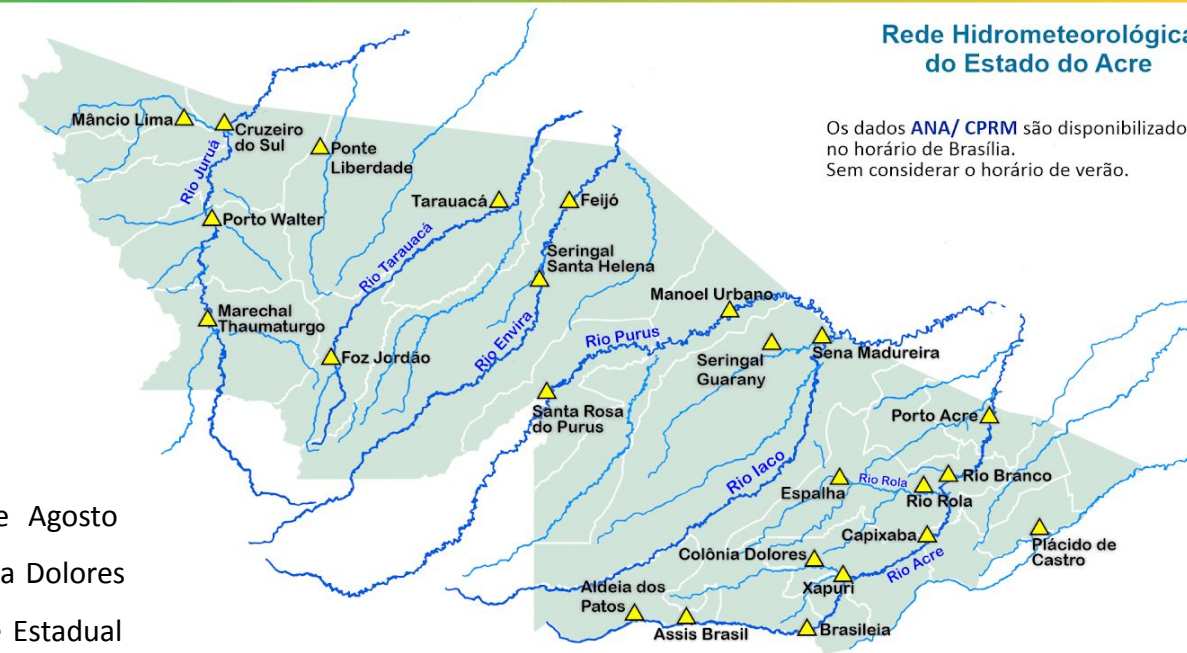 Rede Hidrometeorológica
do Estado do Acre
Os dados ANA/ CPRM são disponibilizado
no horário de Brasília.
Sem considerar o horário de verão.
Mâncio Lima
Cruzeiro
do Sul
Ponte
Liberdade
Rio Juruá
Tarauacá
Feijó
Porto Walter
Rio Tarauacá
Seringal
Santa Helena
Manoel Urbano
Marechal
Thaumaturgo
Rio Envira
Rio Purus
Foz Jordão
Seringal
Guarany
Sena Madureira
Santa Rosa
do Purus
Porto Acre
Rio Iaco
Espalha
Rio Rola
Rio Branco
Rio Rola
Capixaba
Plácido de
Castro
Colônia Dolores
Rio Acre
Xapuri
Aldeia dos
Patos
Assis Brasil
Brasileia
e Agosto
a Dolores
e Estadual